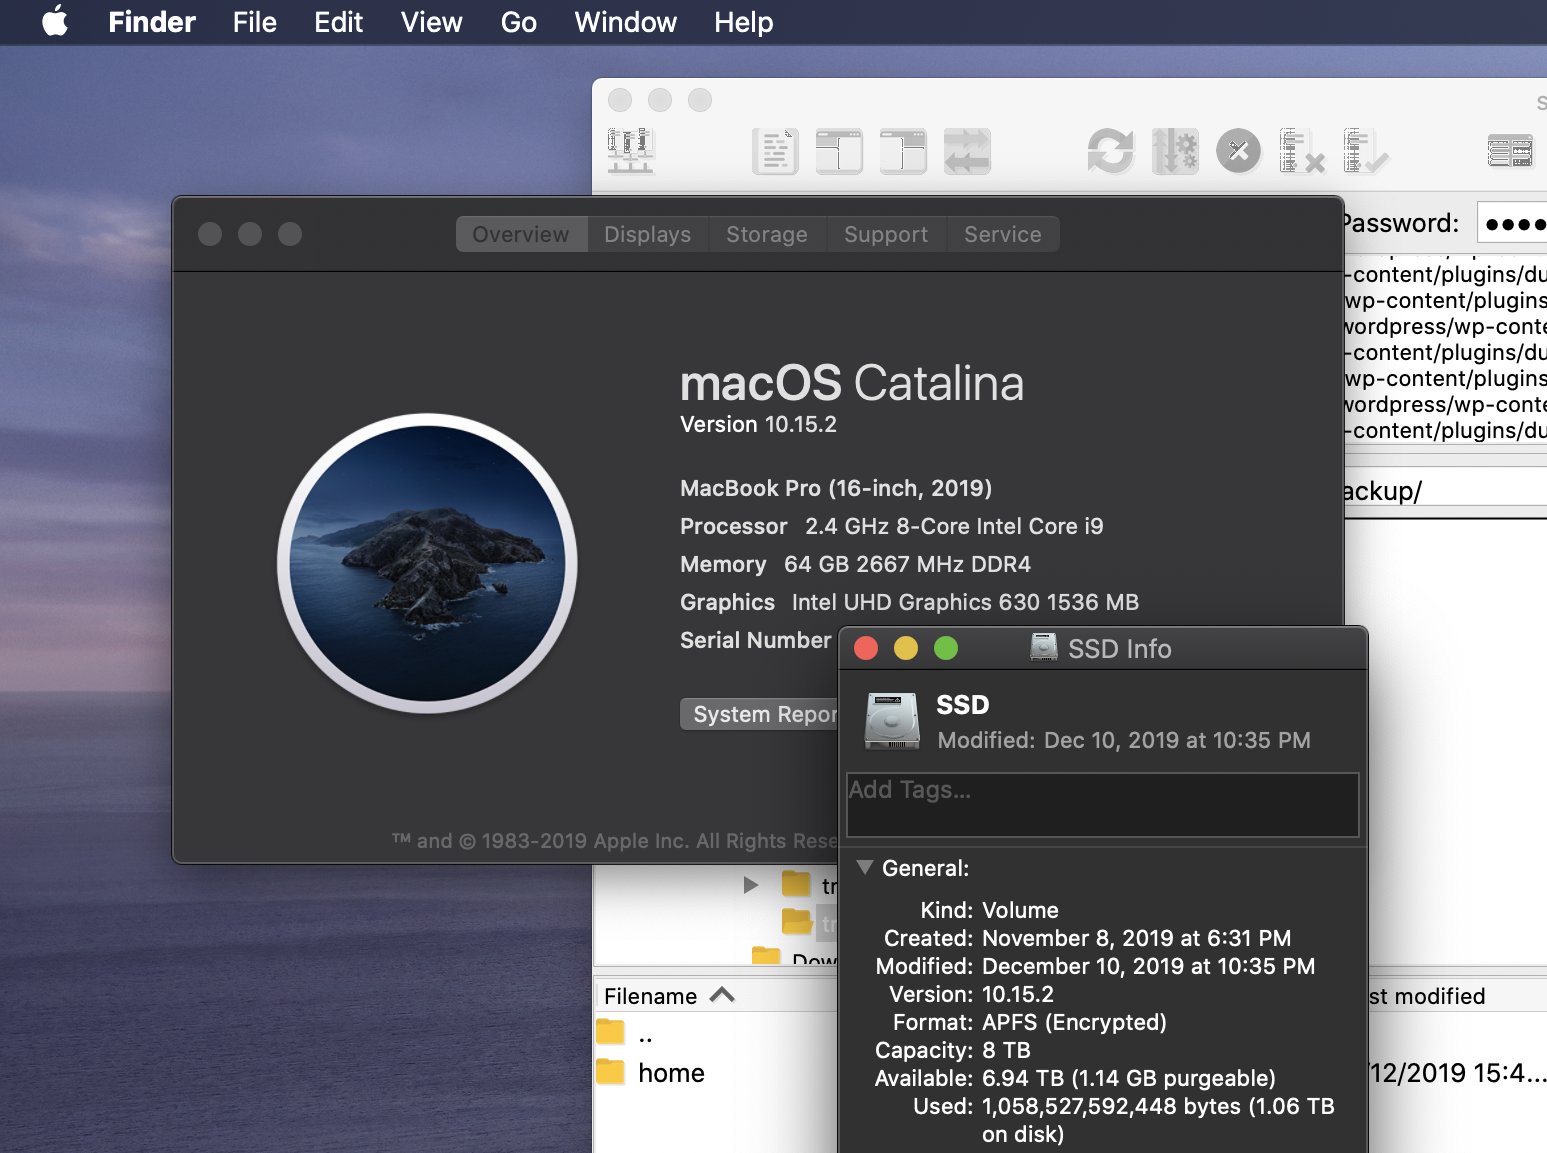 Finder File Edit View Go Window Help
Password: ••••
Overview Displays Storage Support Service
-content/plugins/du
wp-content/plugins
wordpress/wp-conte
-content/plugins/du
wp-content/plugins
wordpress/wp-conte
-content/plugins/du
ackup/
macOS Catalina
Version 10.15.2
MacBook Pro (16-inch, 2019)
Processor 2.4 GHz 8-Core Intel Core i9
Memory 64 GB 2667 MHz DDR4
Graphics Intel UHD Graphics 630 1536 MB
Serial Number
System Repor
™ and © 1983-2019 Apple Inc. All Rights Rese
SSD Info
SSD
Modified: Dec 10, 2019 at 10:35 PM
Add Tags...
General:
Kind: Volume
Created: November 8, 2019 at 6:31 PM
Modified: December 10, 2019 at 10:35 PM
Version: 10.15.2
Format: APFS (Encrypted)
Capacity: 8 TB
Available: 6.94 TB (1.14 GB purgeable)
Used: 1,058,527,592,448 bytes (1.06 TB
on disk)
tr
tr
Dow
Filename
st modified
..
home
/12/2019 15:4...